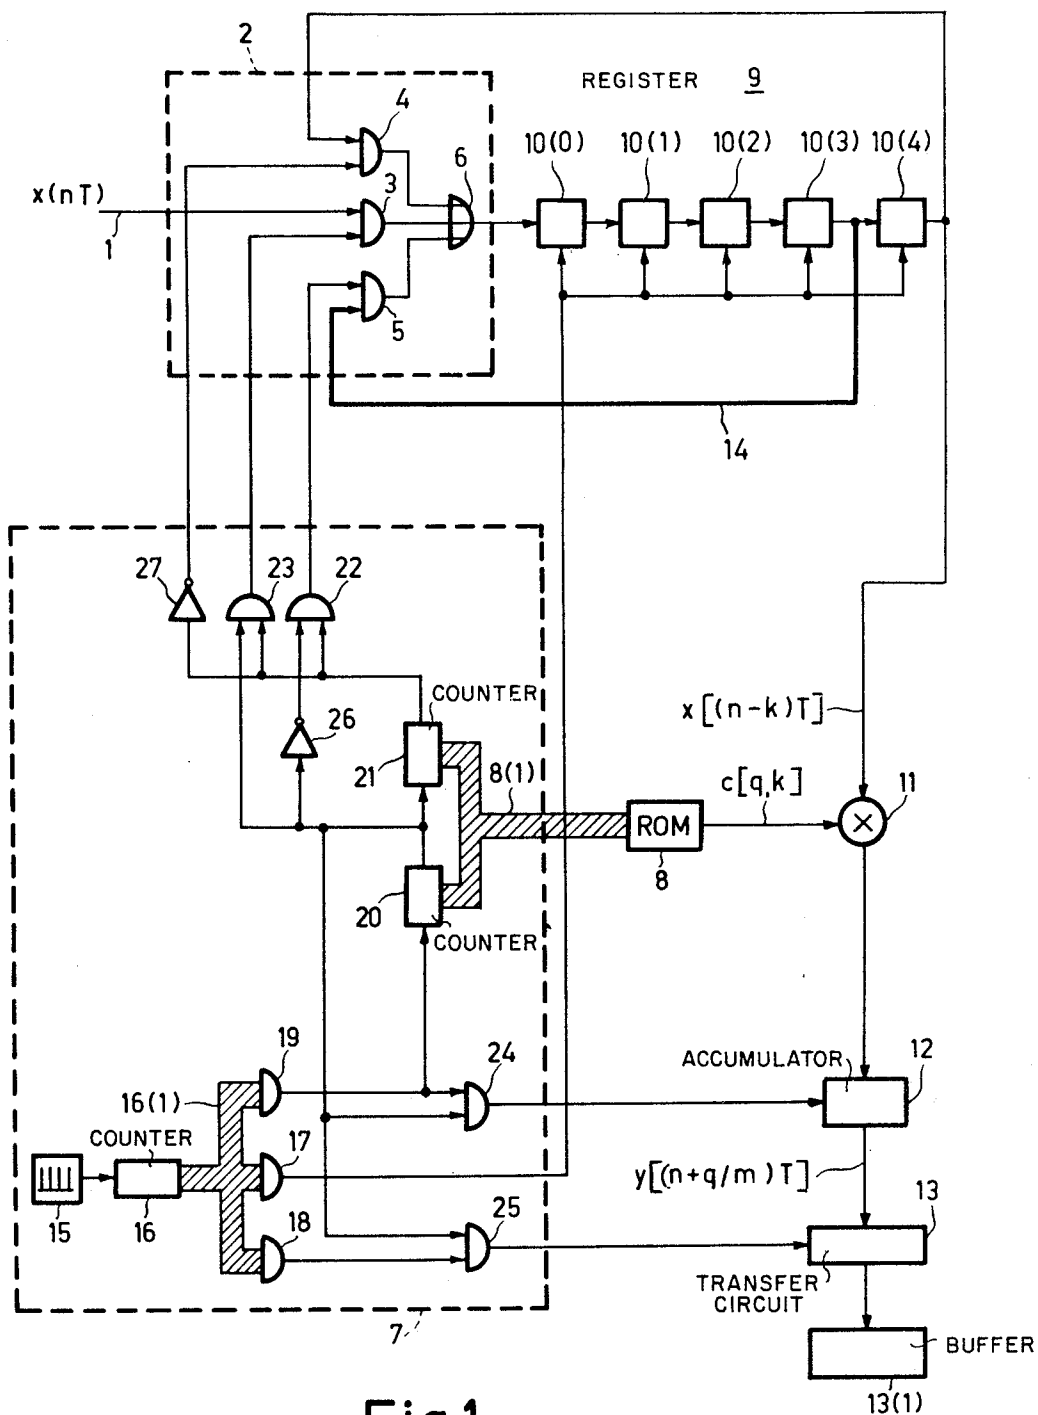 2
REGISTER 9
4
10(0)
10(1)
10(2)
10(3)
10(4)
6
3
x(nT)
1
5
14
27
23
22
COUNTER
26
21
x[(n-k)T]
8(1)
c[q,k]
11
ROM
8
20
COUNTER
19
24
ACCUMULATOR
12
16(1)
COUNTER
17
y[(n+q/m)T]
15
16
18
25
13
TRANSFER
CIRCUIT
7
BUFFER
13(1)
Fig.1